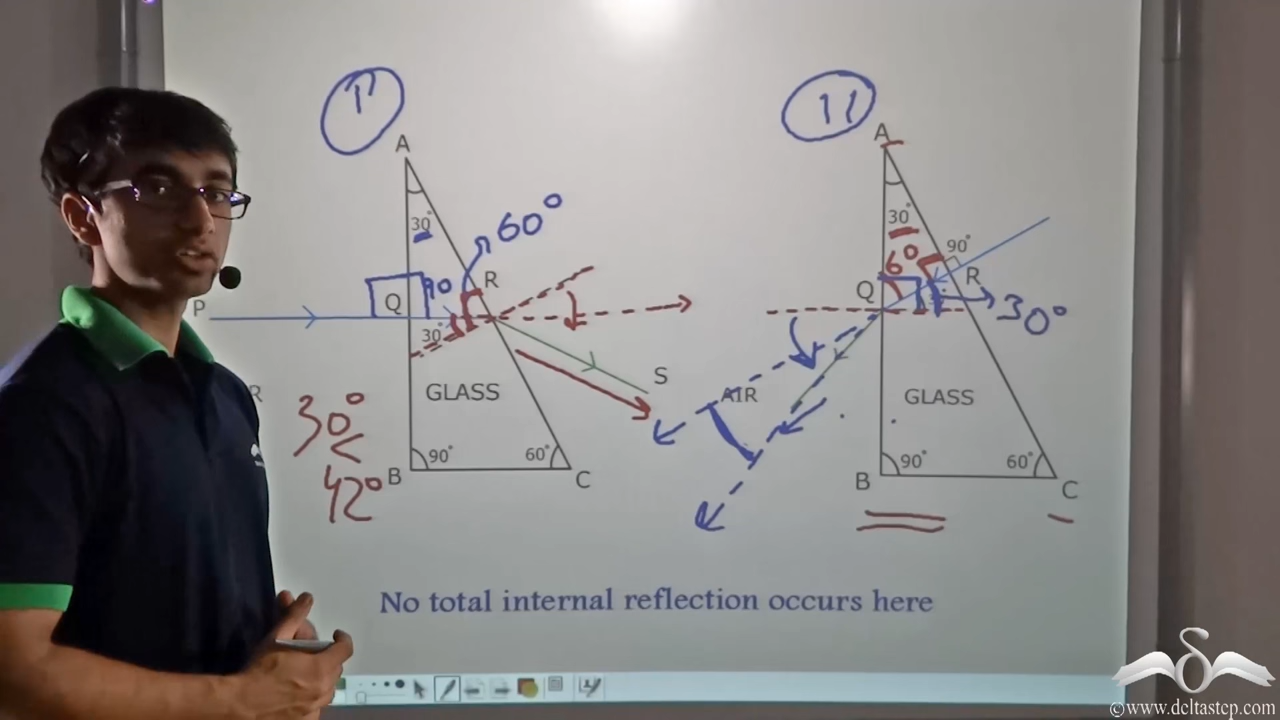 I
11
A
A
30°
60°
30°
90°
60
P
Q
90
R
Q
R
30°
30°
S
R
GLASS
AIR
GLASS
30°
<
42°
90°
60°
90°
60°
B
C
B
C
No total internal reflection occurs here
©www.deltastep.com